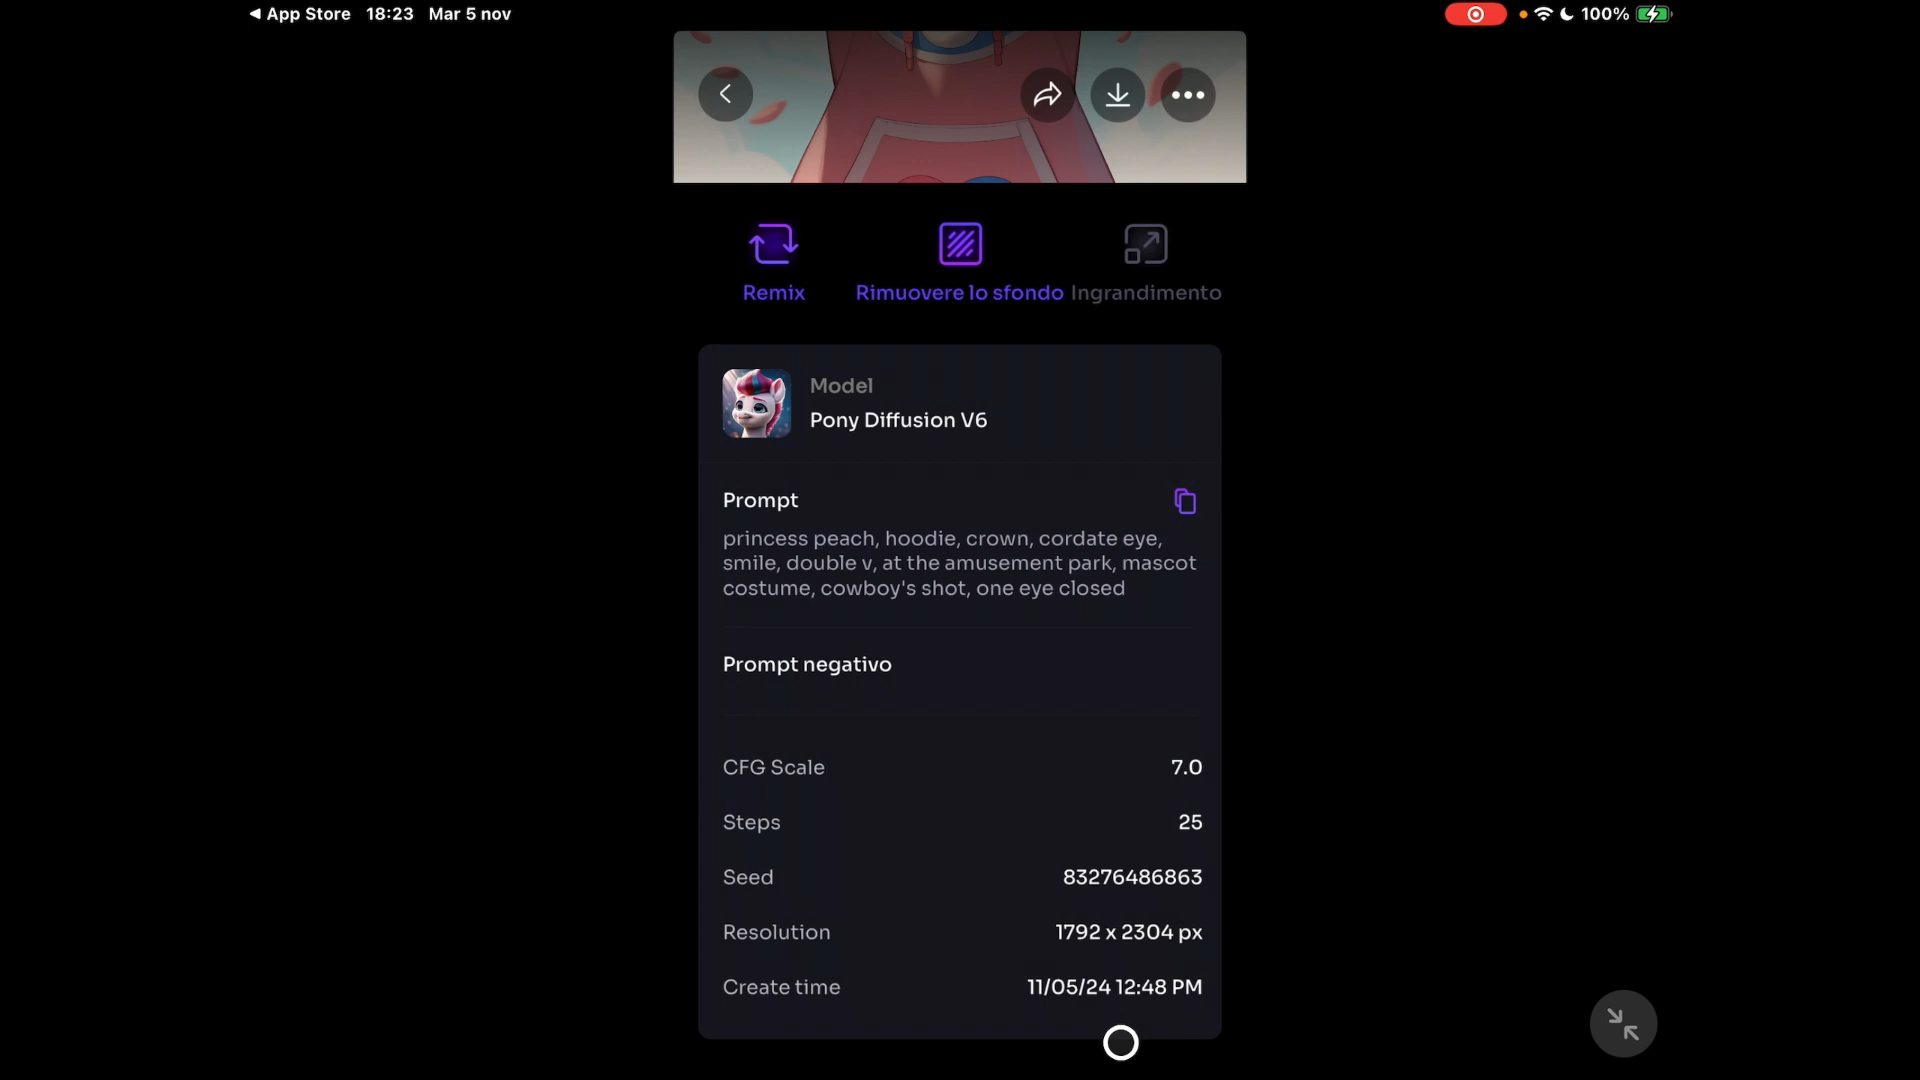 App Store 18:23 Mar 5 nov
100%
Remix
Rimuovere lo sfondo
Ingrandimento
Model
Pony Diffusion V6
Prompt
princess peach, hoodie, crown, cordate eye,
smile, double v, at the amusement park, mascot
costume, cowboy's shot, one eye closed
Prompt negativo
CFG Scale 7.0
Steps 25
Seed 83276486863
Resolution 1792 x 2304 px
Create time 11/05/24 12:48 PM